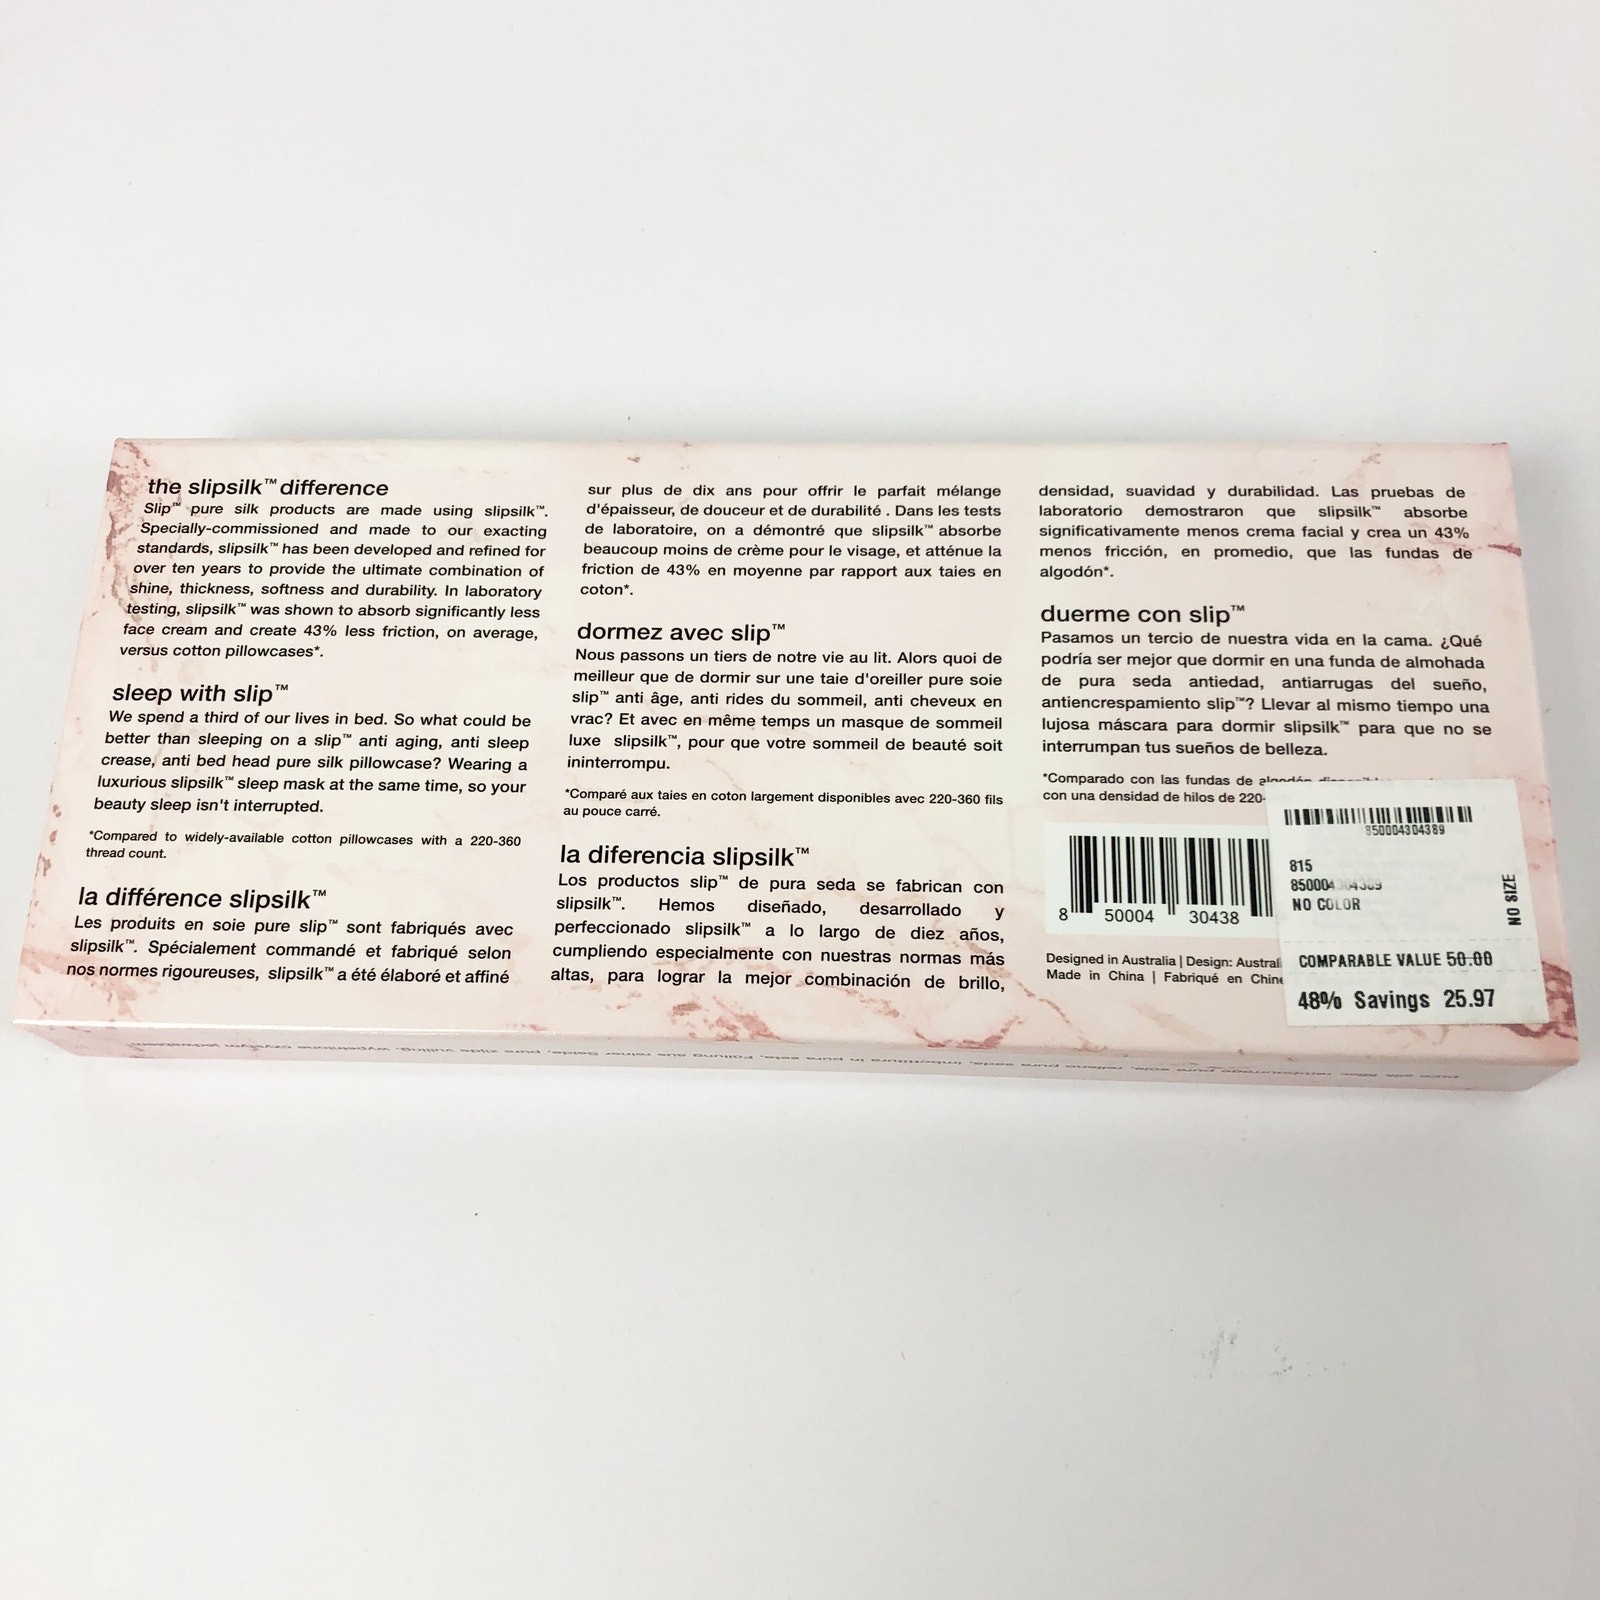 the slipsilk™ difference
Slip™ pure silk products are made using slipsilk™.
Specially-commissioned and made to our exacting
standards, slipsilk™ has been developed and refined for
over ten years to provide the ultimate combination of
shine, thickness, softness and durability. In laboratory
testing, slipsilk™ was shown to absorb significantly less
face cream and create 43% less friction, on average,
versus cotton pillowcases*.
sleep with slip™
We spend a third of our lives in bed. So what could be
better than sleeping on a slip™ anti aging, anti sleep
crease, anti bed head pure silk pillowcase? Wearing a
luxurious slipsilk™ sleep mask at the same time, so your
beauty sleep isn't interrupted.
*Compared to widely-available cotton pillowcases with a 220-360
thread count.
la différence slipsilk™
Les produits en soie pure slip™ sont fabriqués avec
slipsilk™. Spécialement commandé et fabriqué selon
nos normes rigoureuses, slipsilk™ a été élaboré et affiné
sur plus de dix ans pour offrir le parfait mélange
d'épaisseur, de douceur et de durabilité . Dans les tests
de laboratoire, on a démontré que slipsilk™ absorbe
beaucoup moins de crème pour le visage, et atténue la
friction de 43% en moyenne par rapport aux taies en
coton*.
dormez avec slip™
Nous passons un tiers de notre vie au lit. Alors quoi de
meilleur que de dormir sur une taie d'oreiller pure soie
slip™ anti âge, anti rides du sommeil, anti cheveux en
vrac? Et avec en même temps un masque de sommeil
luxe slipsilk™, pour que votre sommeil de beauté soit
ininterrompu.
*Comparé aux taies en coton largement disponibles avec 220-360 fils
au pouce carré.
la diferencia slipsilk™
Los productos slip™ de pura seda se fabrican con
slipsilk™. Hemos diseñado, desarrollado y
perfeccionado slipsilk™ a lo largo de diez años,
cumpliendo especialmente con nuestras normas más
altas, para lograr la mejor combinación de brillo,
densidad, suavidad y durabilidad. Las pruebas de
laboratorio demostraron que slipsilk™ absorbe
significativamente menos crema facial y crea un 43%
menos fricción, en promedio, que las fundas de
algodón*.
duerme con slip™
Pasamos un tercio de nuestra vida en la cama. ¿Qué
podría ser mejor que dormir en una funda de almohada
de pura seda antiedad, antiarrugas del sueño,
antiencrespamiento slip™? Llevar al mismo tiempo una
lujosa máscara para dormir slipsilk™ para que no se
interrumpan tus sueños de belleza.
*Comparado con las fundas de algodón
con una densidad de hilos de 220-
8 50004 30438
Designed in Australia | Design:
Made in China | Fabriqué en Chine
850004304389
815
850004304389
NO COLOR
NO SIZE
COMPARABLE VALUE 50.00
48% Savings 25.97